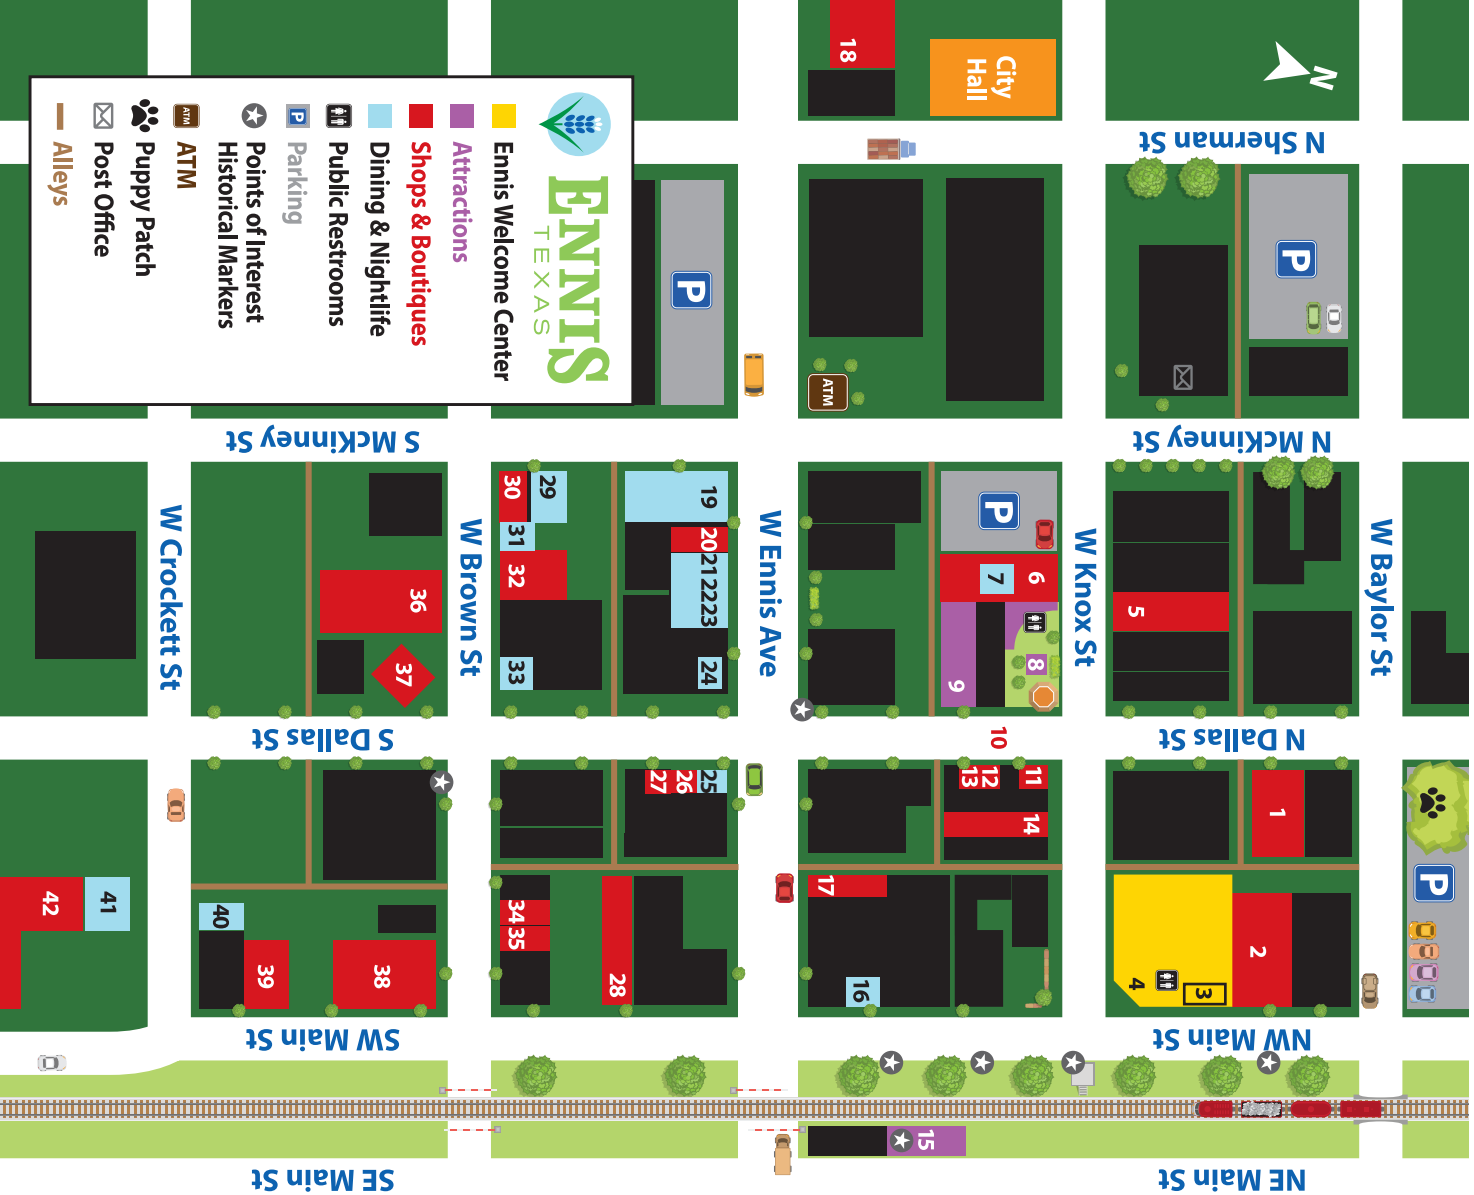 ENNIS
TEXAS
Ennis Welcome Center
Attractions
Shops & Boutiques
Dining & Nightlife
Public Restrooms
P
Parking
Points of Interest
Historical Markers
ATM
ATM
Puppy Patch
Post Office
Alleys
N
City
Hall
18
N Sherman St
P
P
ATM
S McKinney St
N McKinney St
W Crockett St
W Brown St
W Ennis Ave
W Knox St
W Baylor St
30
29
19
31
20
21
22
23
32
33
24
36
37
P
6
7
8
9
5
S Dallas St
N Dallas St
10
27
26
25
13
12
11
14
1
P
42
41
40
39
38
34
35
28
17
16
4
3
2
SW Main St
NW Main St
15
SE Main St
NE Main St